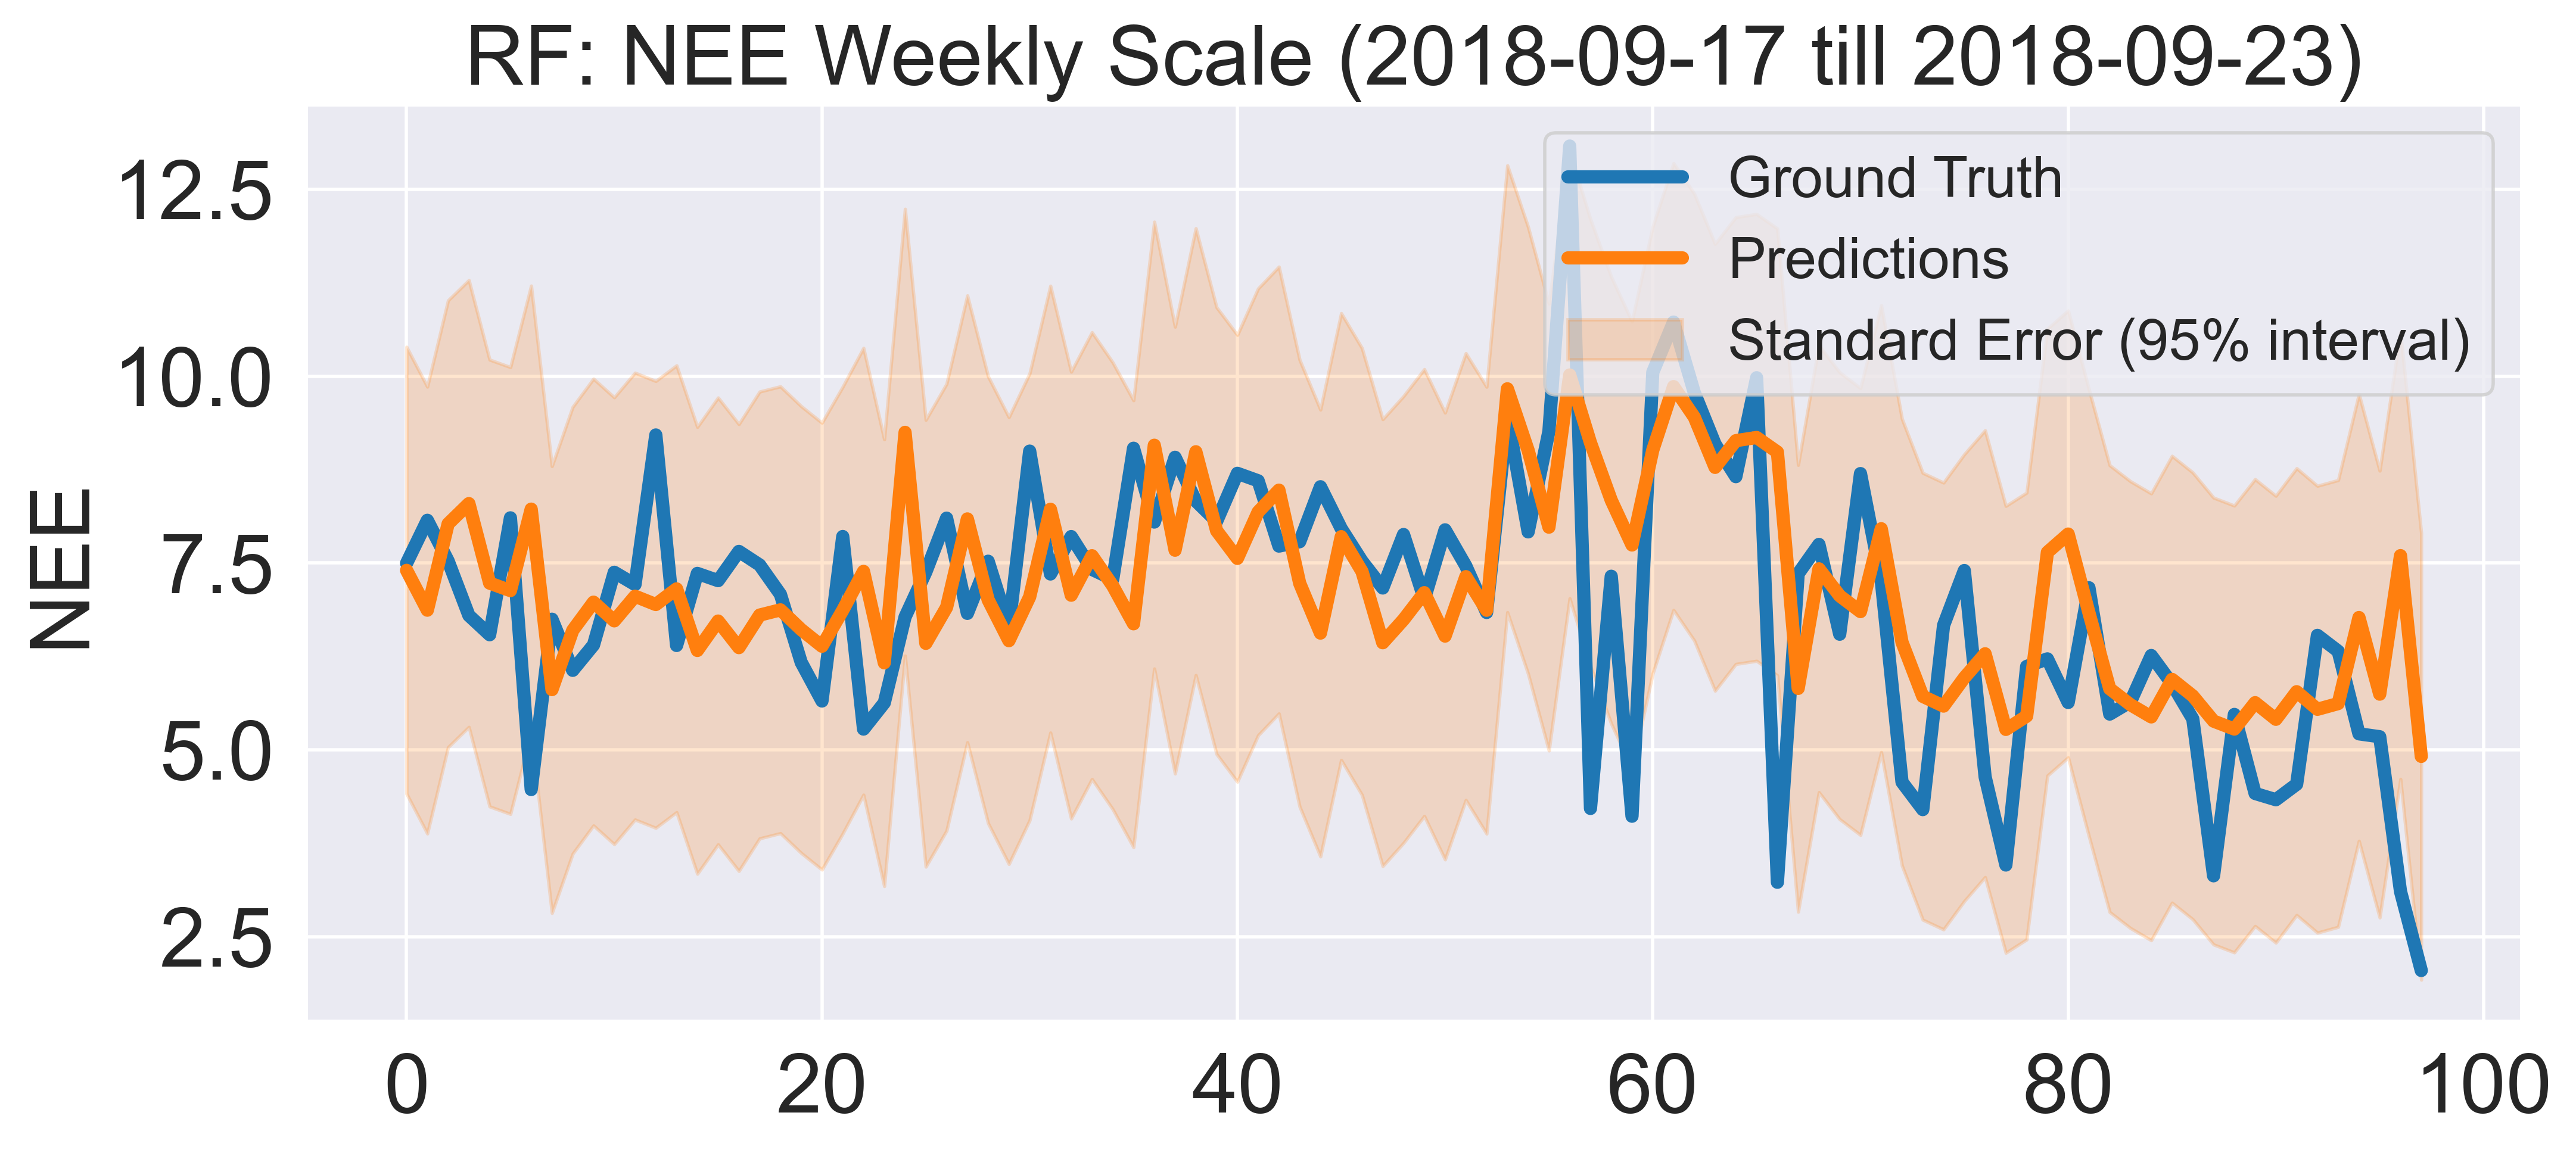 RF: NEE Weekly Scale (2018-09-17 till 2018-09-23)
12.5
10.0
7.5
5.0
2.5
NEE
Ground Truth
Predictions
Standard Error (95% interval)
0 20 40 60 80 100